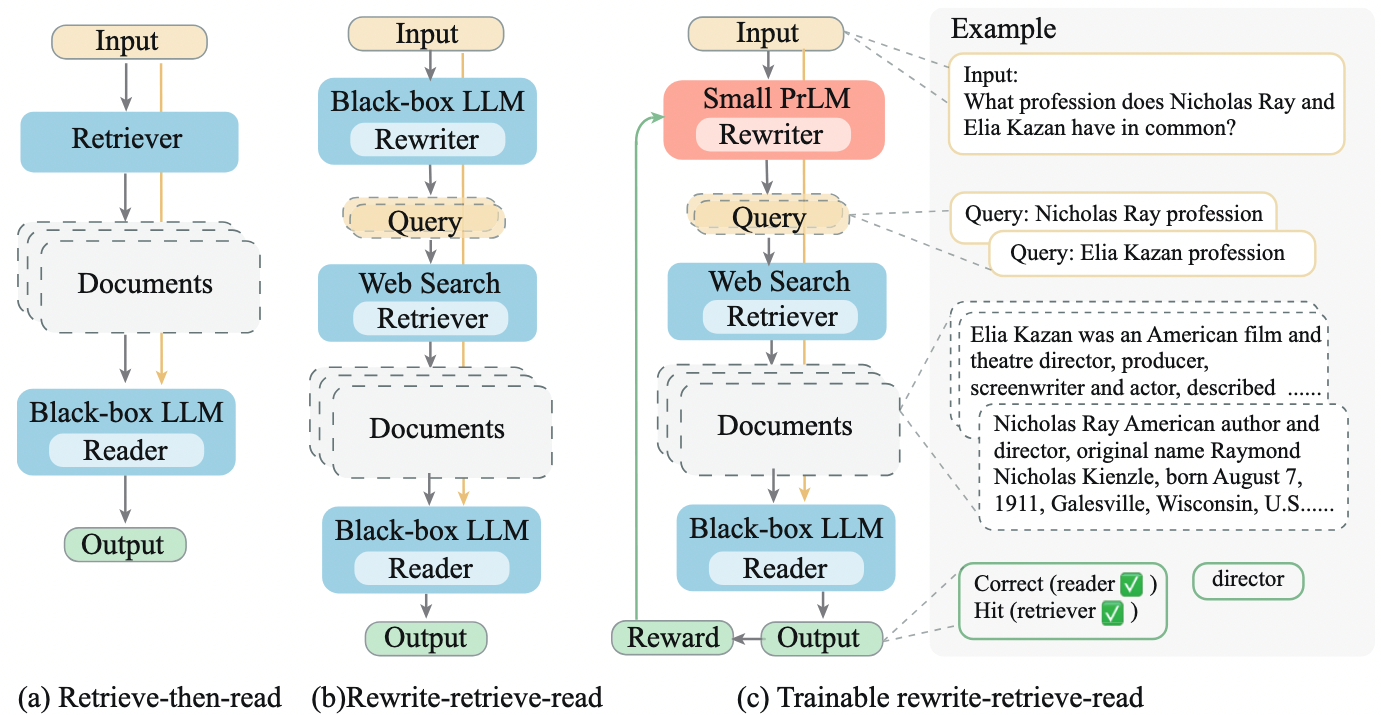 Input
Retriever
Documents
Black-box LLM
Reader
Output
(a) Retrieve-then-read
Input
Black-box LLM
Rewriter
Query
Web Search
Retriever
Documents
Black-box LLM
Reader
Output
(b)Rewrite-retrieve-read
Input
Small PrLM
Rewriter
Query
Web Search
Retriever
Documents
Black-box LLM
Reader
Output
Reward
(c) Trainable rewrite-retrieve-read
Example
Input:
What profession does Nicholas Ray and
Elia Kazan have in common?
Query: Nicholas Ray profession
Query: Elia Kazan profession
Elia Kazan was an American film and
theatre director, producer,
screenwriter and actor, described ......
Nicholas Ray American author and
director, original name Raymond
Nicholas Kienzle, born August 7,
1911, Galesville, Wisconsin, U.S......
Correct (reader ✅ )
Hit (retriever ✅ )
director